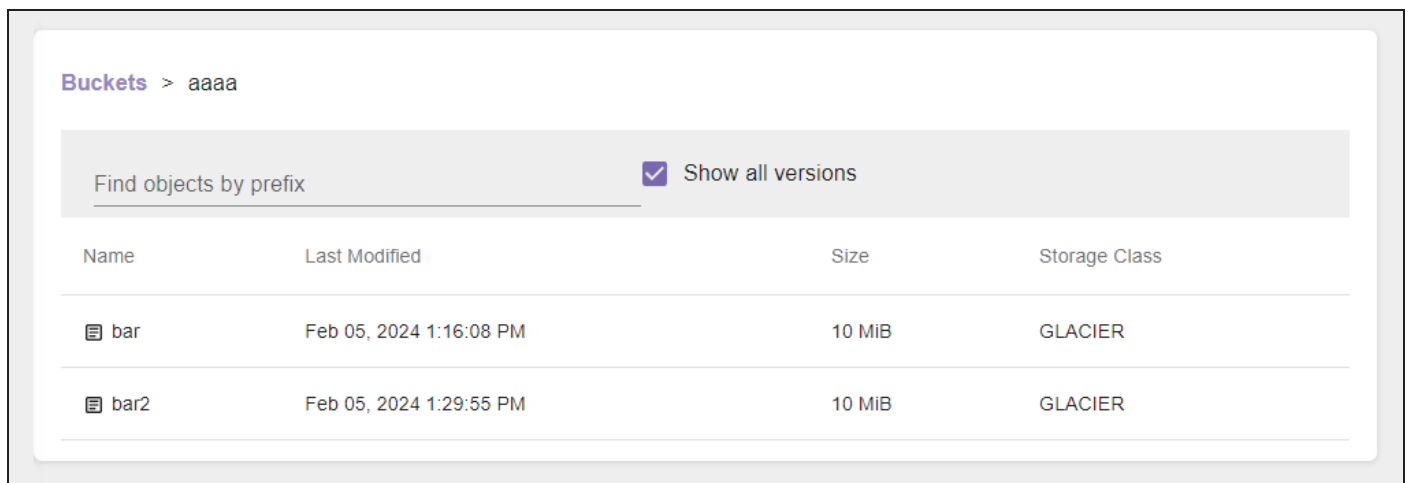 Buckets > aaaa
Find objects by prefix
Show all versions
Name Last Modified Size Storage Class
bar Feb 05, 2024 1:16:08 PM 10 MiB GLACIER
bar2 Feb 05, 2024 1:29:55 PM 10 MiB GLACIER